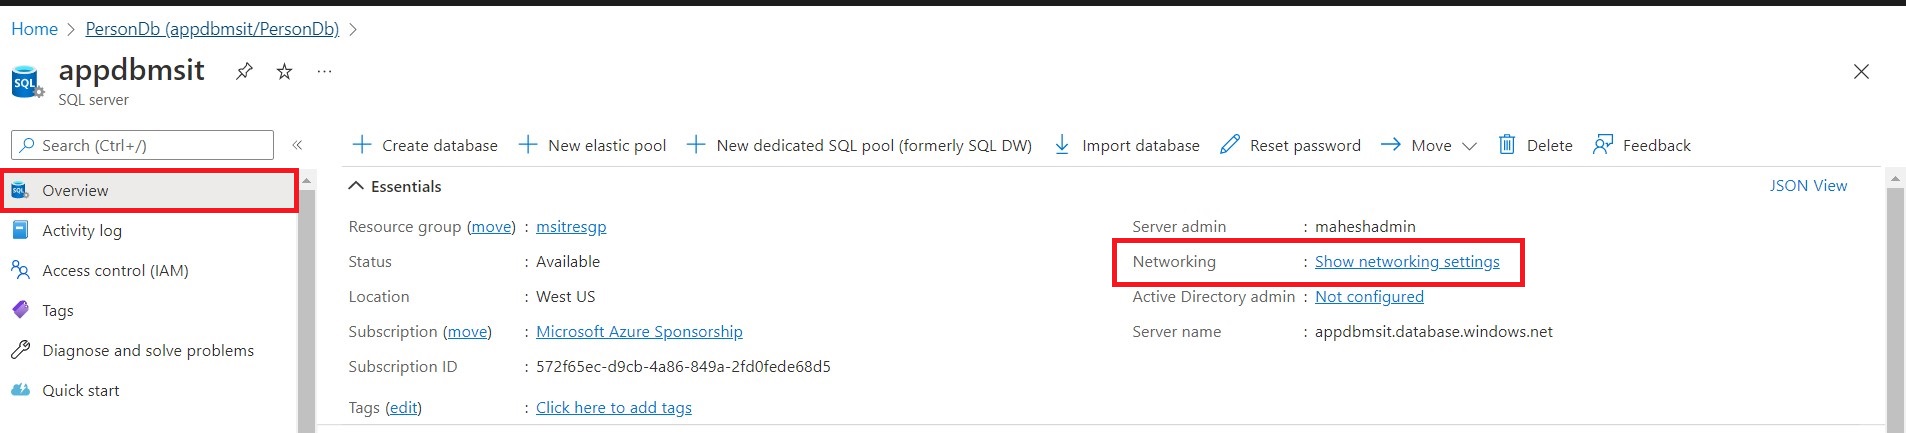 Home > PersonDb (appdbmsit/PersonDb) >
appdbmsit ...
SQL
SQL server
Search (Ctrl+/) «
Create database New elastic pool New dedicated SQL pool (formerly SQL DW) Import database Reset password Move Delete Feedback
Overview
Activity log
Access control (IAM)
Tags
Diagnose and solve problems
Quick start
Essentials JSON View
Resource group (move) : msitresgp
Status : Available
Location : West US
Subscription (move) : Microsoft Azure Sponsorship
Subscription ID : 572f65ec-d9cb-4a86-849a-2fd0fede68d5
Tags (edit) : Click here to add tags
Server admin : maheshadmin
Networking : Show networking settings
Active Directory admin : Not configured
Server name : appdbmsit.database.windows.net